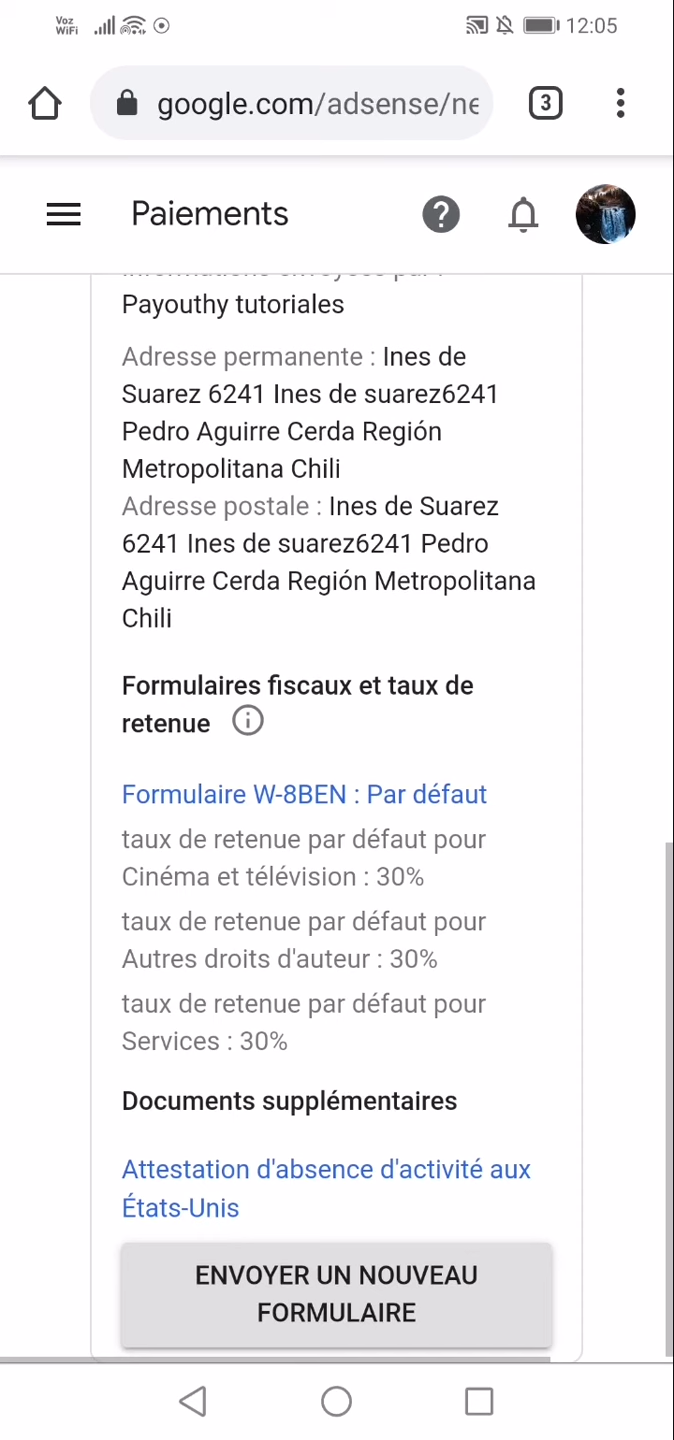 Voz
WiFi
12:05
google.com/adsense/ne
3
Paiements
Payouthy tutoriales
Adresse permanente : Ines de
Suarez 6241 Ines de suarez6241
Pedro Aguirre Cerda Región
Metropolitana Chili
Adresse postale : Ines de Suarez
6241 Ines de suarez6241 Pedro
Aguirre Cerda Región Metropolitana
Chili
Formulaires fiscaux et taux de
retenue
Formulaire W-8BEN : Par défaut
taux de retenue par défaut pour
Cinéma et télévision : 30%
taux de retenue par défaut pour
Autres droits d'auteur : 30%
taux de retenue par défaut pour
Services : 30%
Documents supplémentaires
Attestation d'absence d'activité aux
États-Unis
ENVOYER UN NOUVEAU
FORMULAIRE